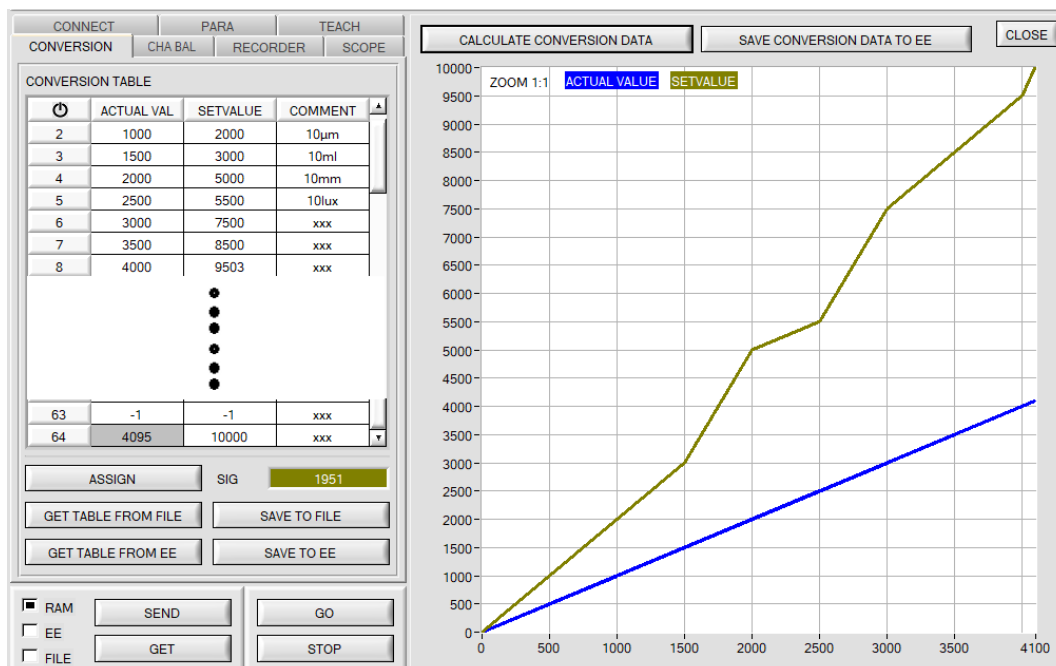 CONNECT PARA TEACH
CONVERSION CHA BAL RECORDER SCOPE
CONVERSION TABLE
ACTUAL VAL SETVALUE COMMENT
2 1000 2000 10µm
3 1500 3000 10ml
4 2000 5000 10mm
5 2500 5500 10lux
6 3000 7500 xxx
7 3500 8500 xxx
8 4000 9503 xxx
63 -1 -1 xxx
64 4095 10000 xxx
ASSIGN SIG 1951
GET TABLE FROM FILE SAVE TO FILE
GET TABLE FROM EE SAVE TO EE
RAM
EE
FILE
SEND
GET
GO
STOP
CALCULATE CONVERSION DATA SAVE CONVERSION DATA TO EE CLOSE
ZOOM 1:1 ACTUAL VALUE SETVALUE
10000
9500
9000
8500
8000
7500
7000
6500
6000
5500
5000
4500
4000
3500
3000
2500
2000
1500
1000
500
0
0 500 1000 1500 2000 2500 3000 3500 4100